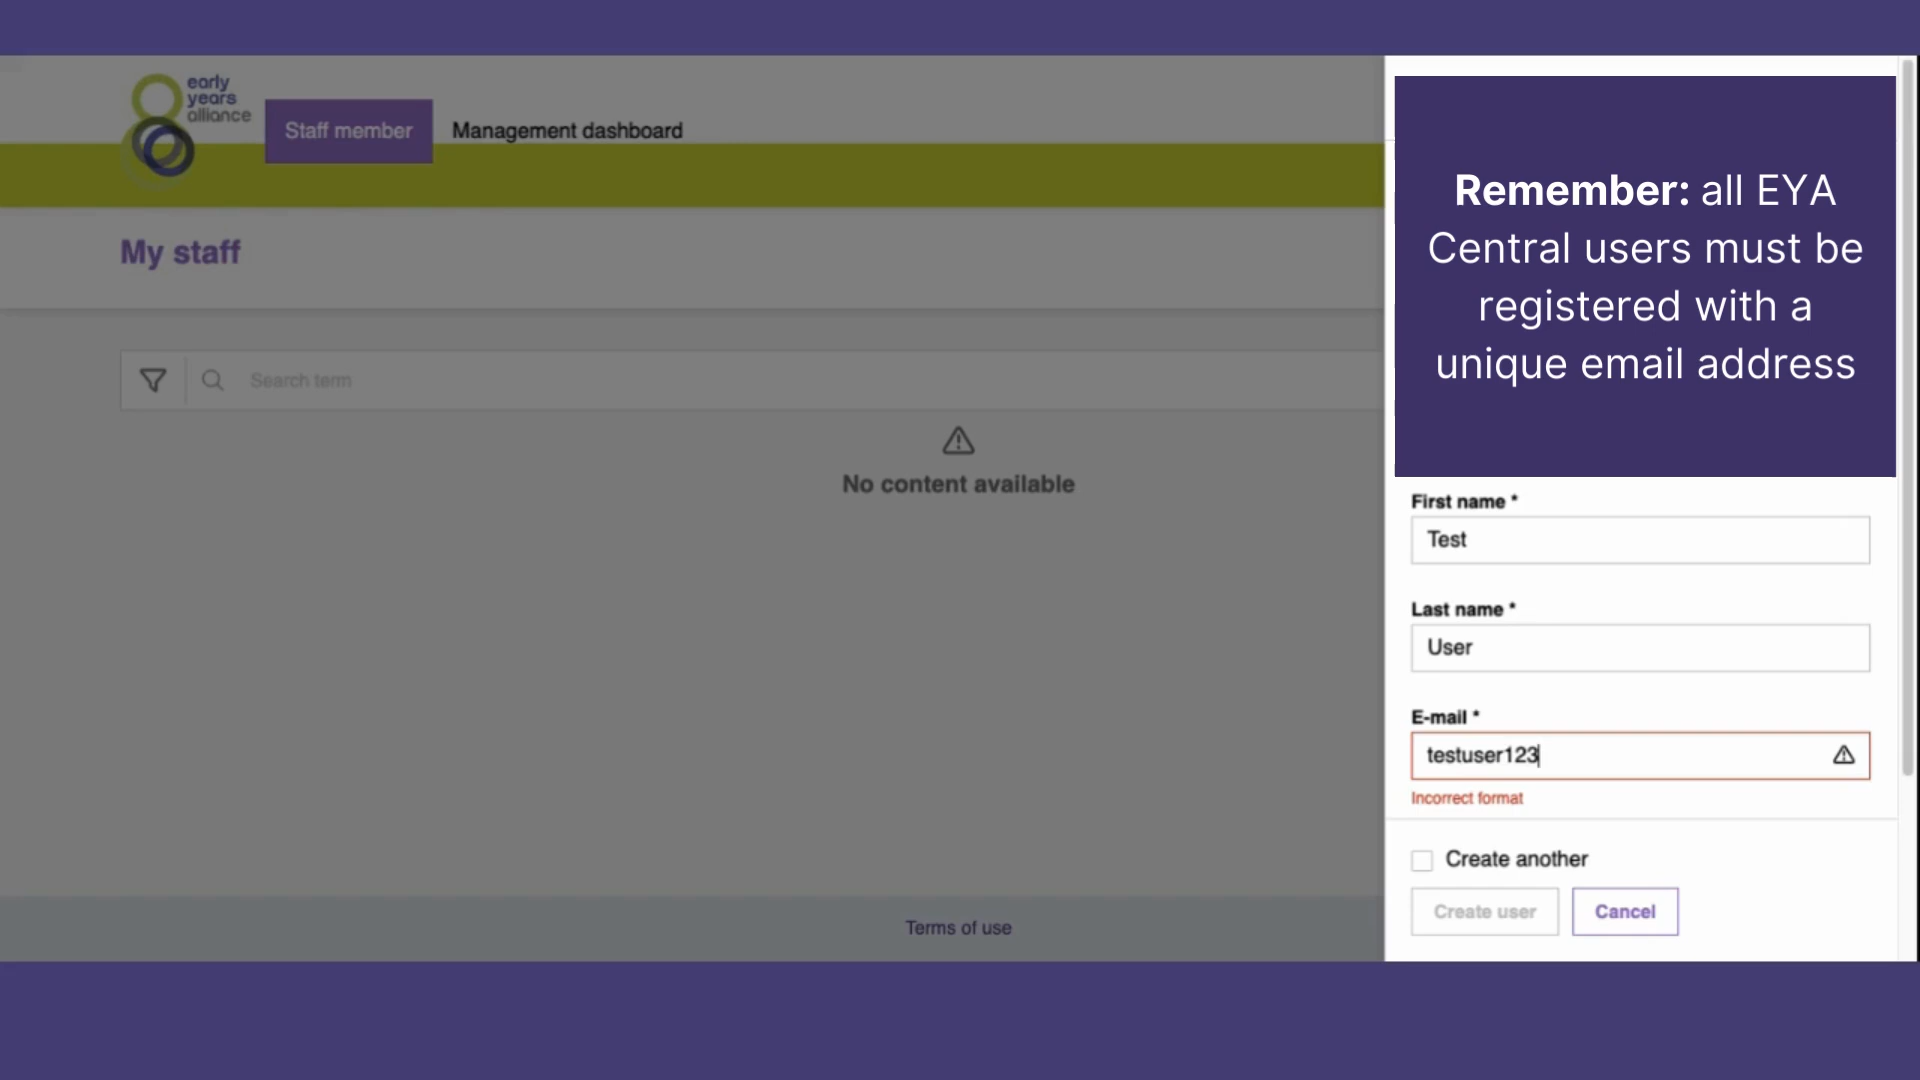 early
years
alliance
Staff member
Management dashboard
My staff
Search term
No content available
Terms of use
Remember: all EYA
Central users must be
registered with a
unique email address
First name *
Test
Last name *
User
E-mail *
testuser123
Incorrect format
Create another
Create user
Cancel